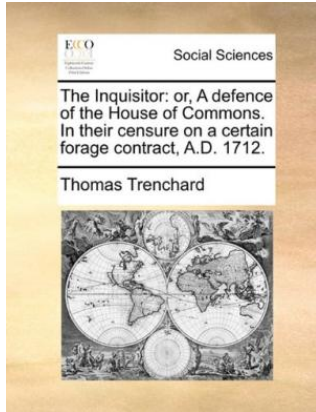 ECCO
Social Sciences
The Inquisitor: or, A defence
of the House of Commons.
In their censure on a certain
forage contract, A.D. 1712.
Thomas Trenchard